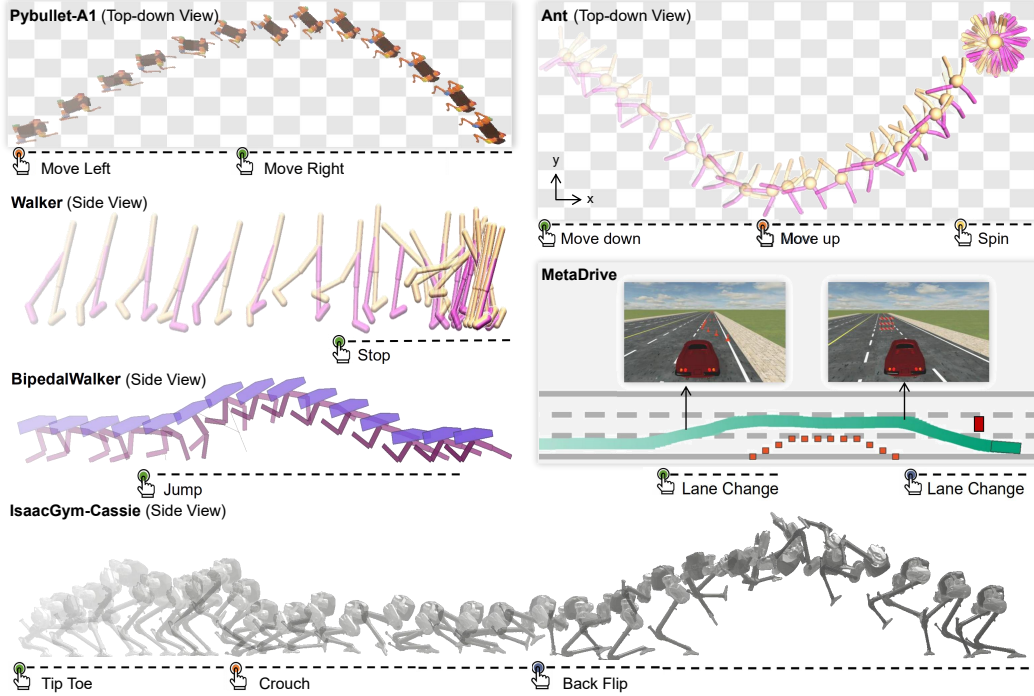 Pybullet-A1 (Top-down View)
Move Left
Move Right
Ant (Top-down View)
y
x
Move down
Move up
Spin
Walker (Side View)
Stop
MetaDrive
Lane Change
Lane Change
BipedalWalker (Side View)
Jump
IsaacGym-Cassie (Side View)
Tip Toe
Crouch
Back Flip